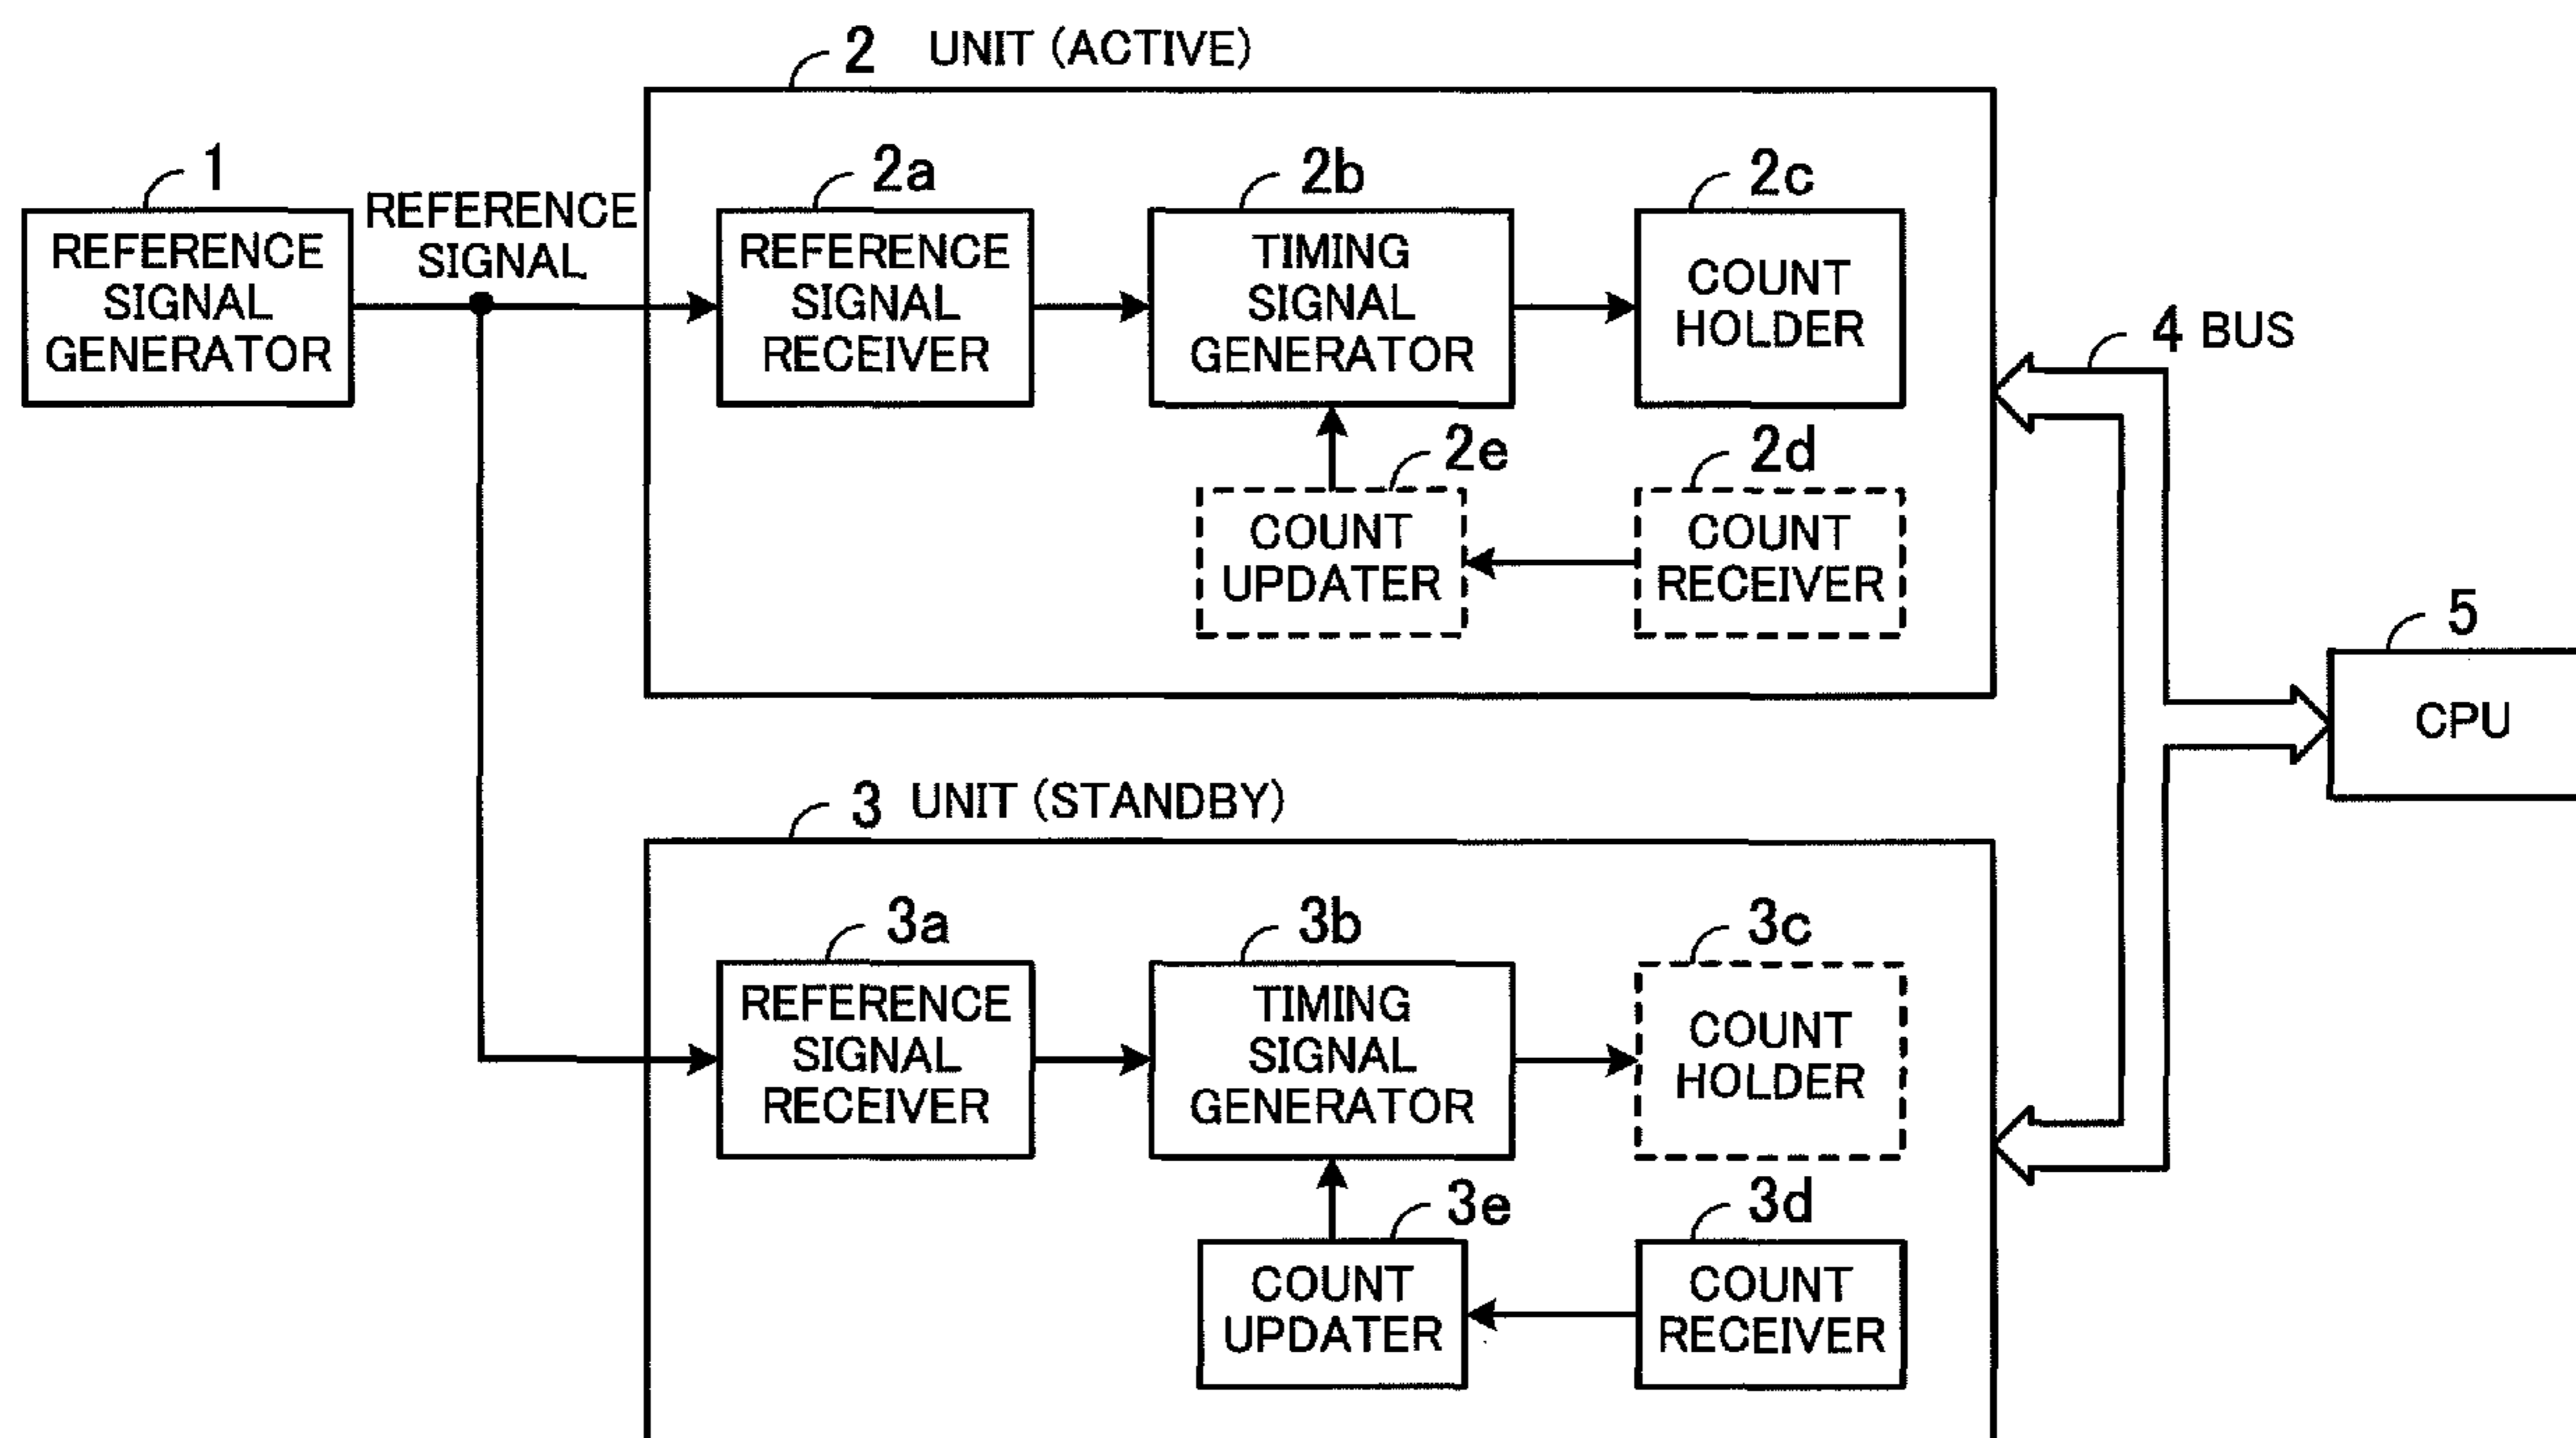 2 UNIT (ACTIVE)
1
REFERENCE
SIGNAL
GENERATOR
REFERENCE
SIGNAL
2a
REFERENCE
SIGNAL
RECEIVER
2b
TIMING
SIGNAL
GENERATOR
2c
COUNT
HOLDER
2e
COUNT
UPDATER
2d
COUNT
RECEIVER
4 BUS
5
CPU
3 UNIT (STANDBY)
3a
REFERENCE
SIGNAL
RECEIVER
3b
TIMING
SIGNAL
GENERATOR
3c
COUNT
HOLDER
3e
COUNT
UPDATER
3d
COUNT
RECEIVER